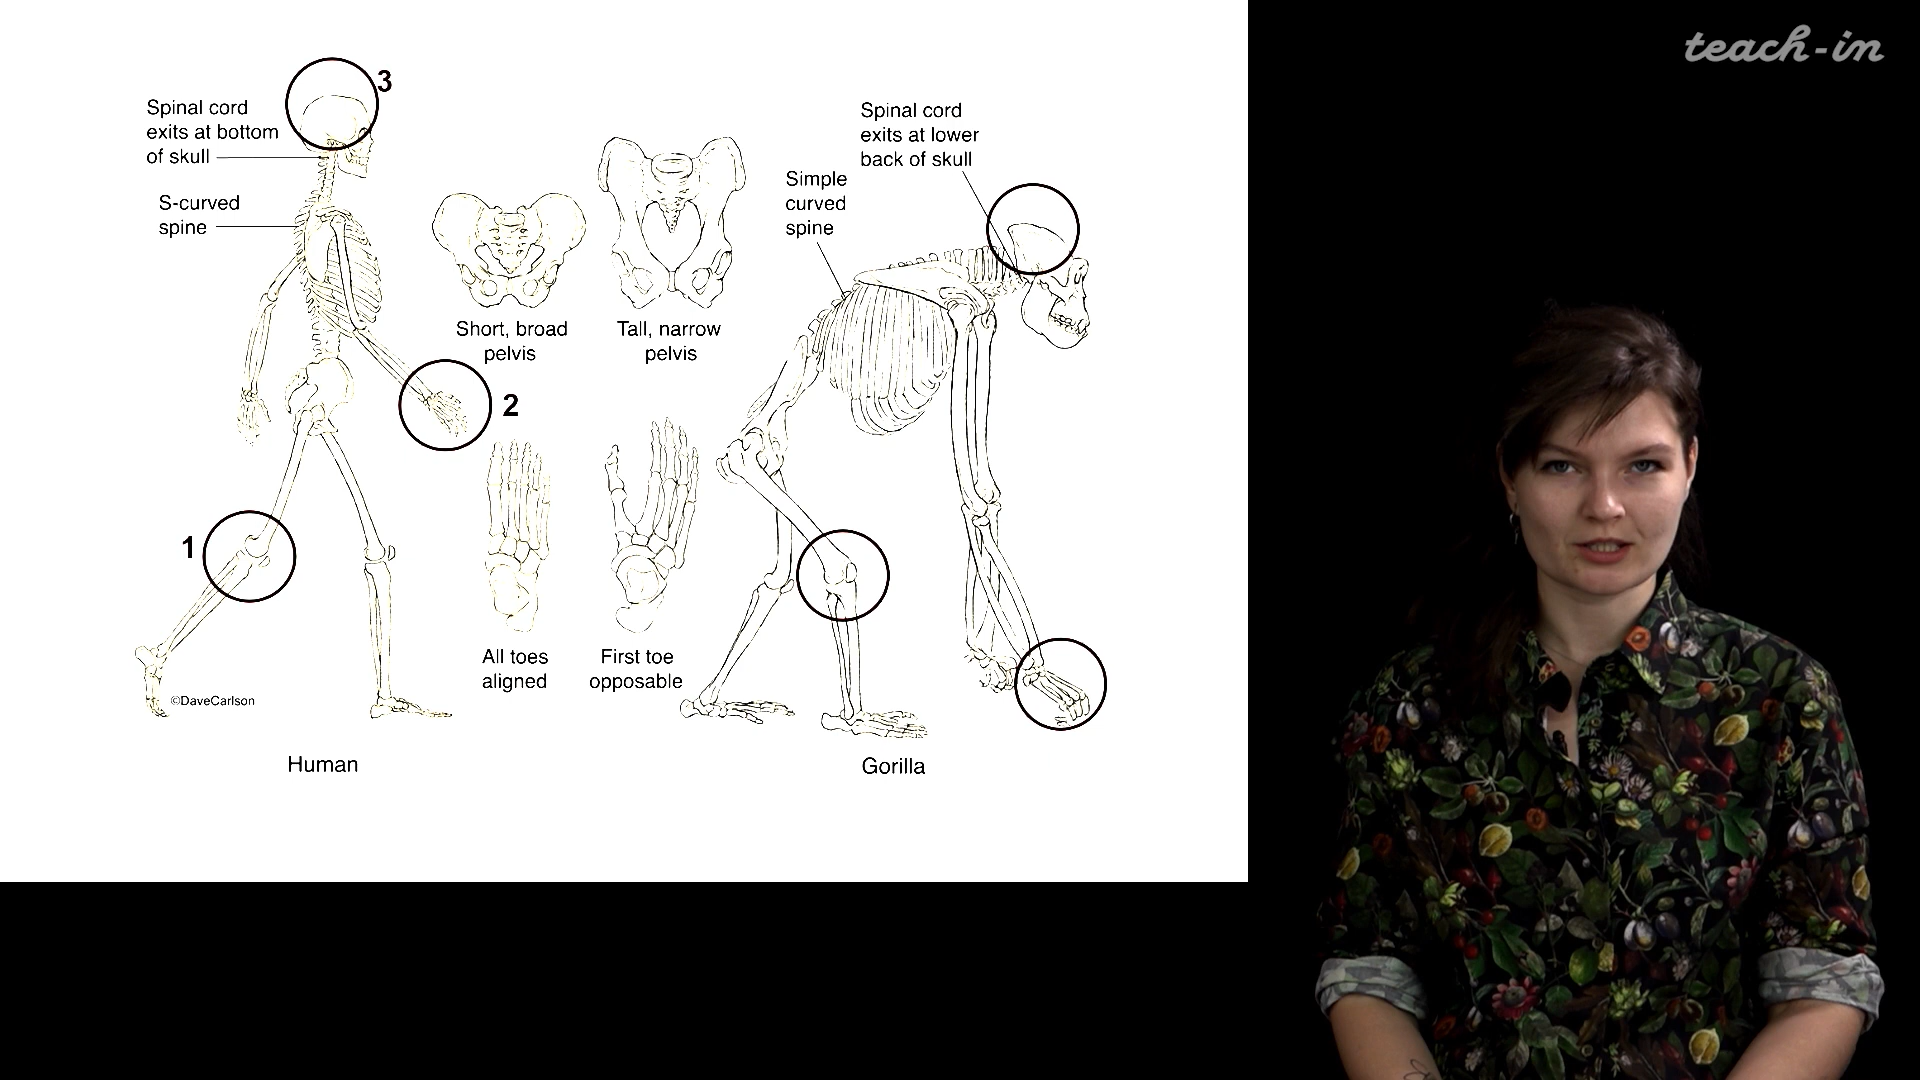 teach-in
3
Spinal cord
exits at bottom
of skull
S-curved
spine
Spinal cord
exits at lower
back of skull
Simple
curved
spine
Short, broad
pelvis
Tall, narrow
pelvis
2
1
All toes
aligned
First toe
opposable
©DaveCarlson
Human
Gorilla